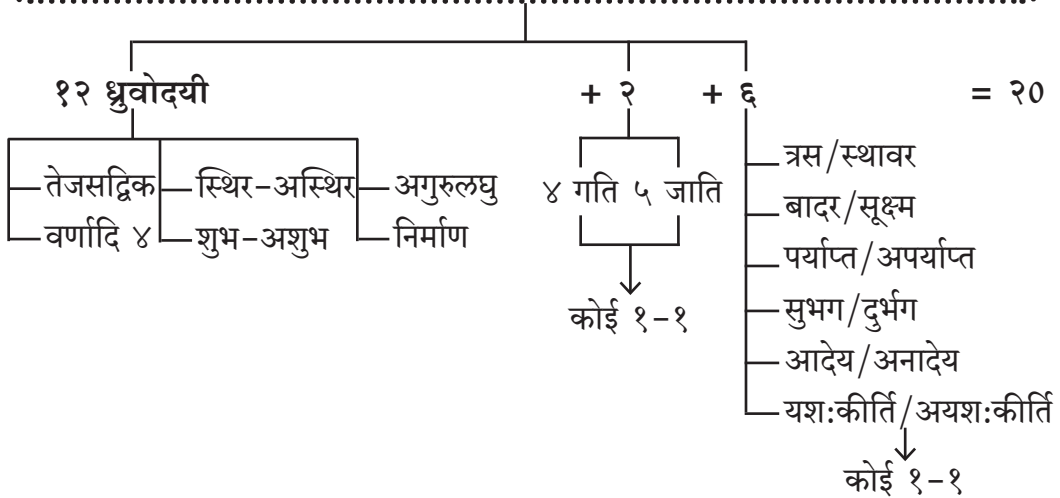 १२ ध्रुवोदयी + २ + ६ = २०
त्रस/स्थावर
तेजसद्विक स्थिर-अस्थिर अगुरुलघु ४ गति ५ जाति
बादर/सूक्ष्म
वर्णादि ४ शुभ-अशुभ निर्माण
पर्याप्त/अपर्याप्त
सुभग/दुर्भग
कोई १-१
आदेय/अनादेय
यश:कीर्ति/अयश:कीर्ति
कोई १-१